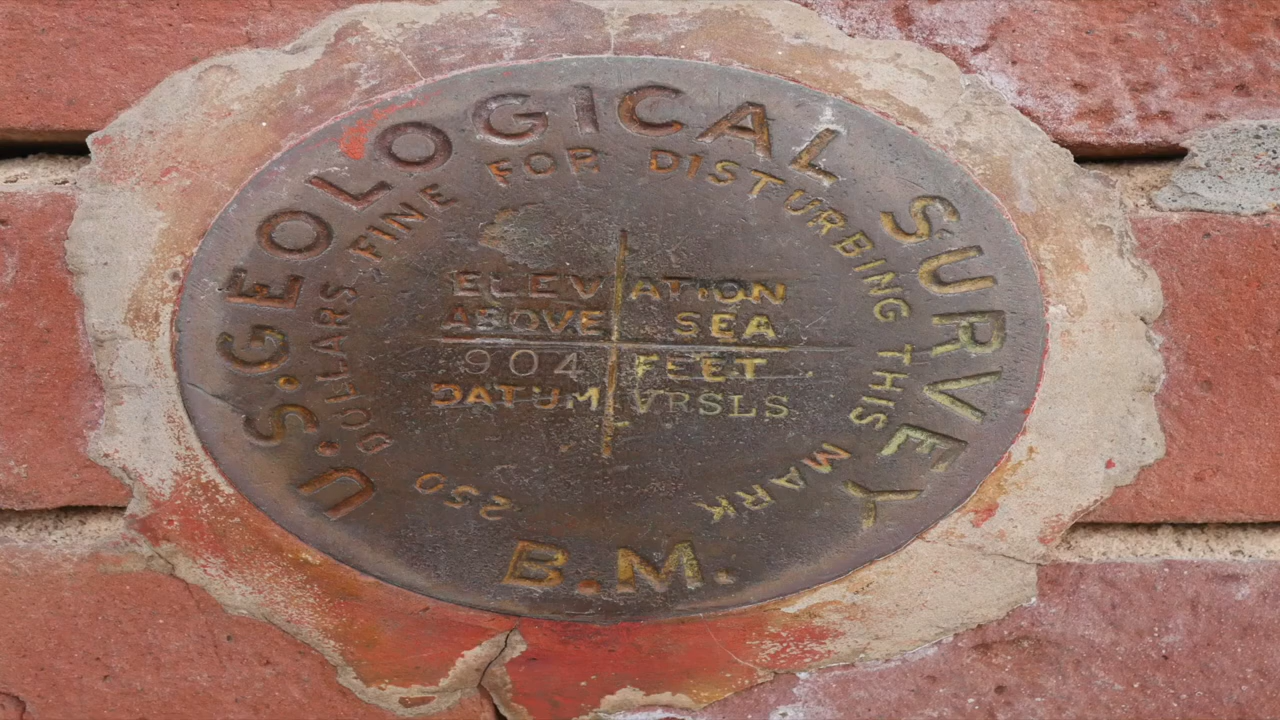 U.S.GEOLOGICAL SURVEY
250 DOLLARS FINE FOR DISTURBING THIS MARK
ELEVATION
ABOVE SEA
904 FEET
DATUM VRSLS
B.M.